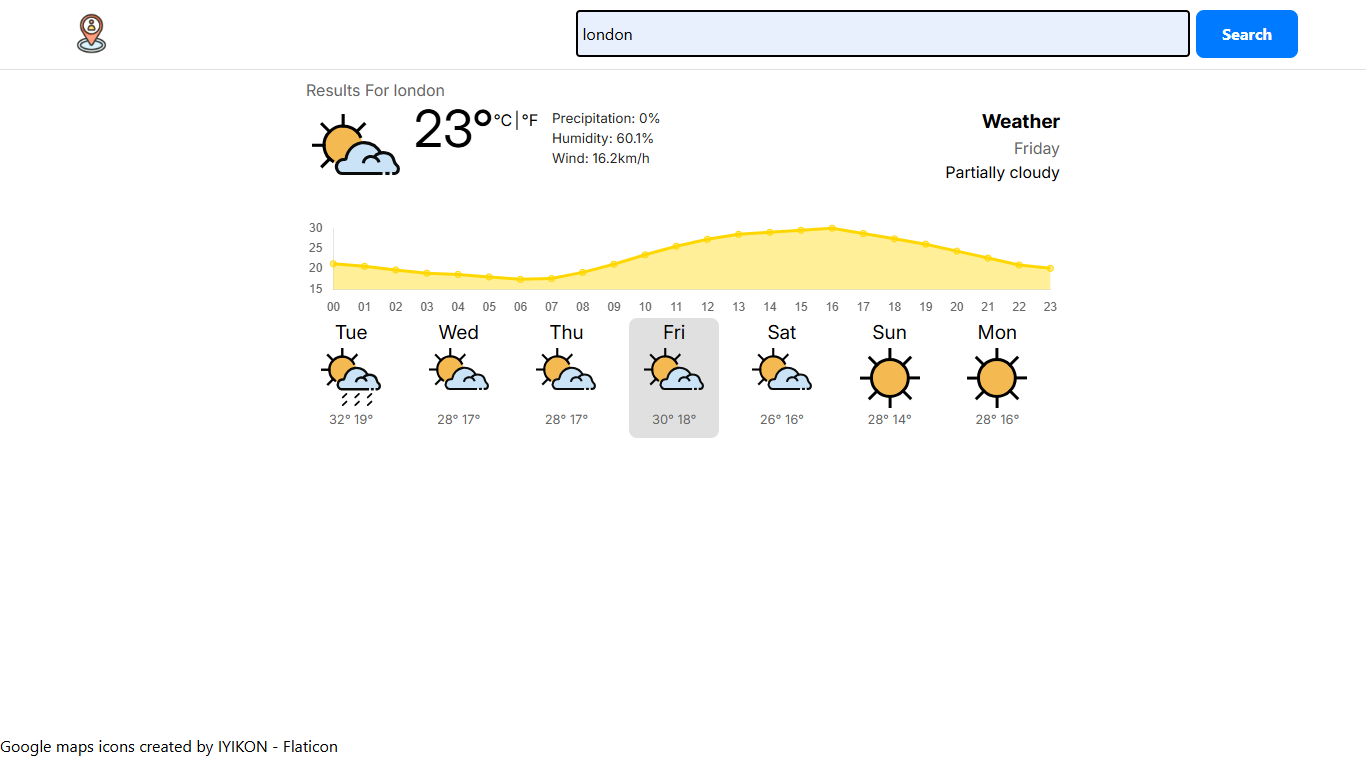 london
Search
Results For london
23° °C | °F
Precipitation: 0%
Humidity: 60.1%
Wind: 16.2km/h
Weather
Friday
Partially cloudy
30
25
20
15
00 01 02 03 04 05 06 07 08 09 10 11 12 13 14 15 16 17 18 19 20 21 22 23
Tue Wed Thu Fri Sat Sun Mon
32° 19° 28° 17° 28° 17° 30° 18° 26° 16° 28° 14° 28° 16°
Google maps icons created by IYIKON - Flaticon